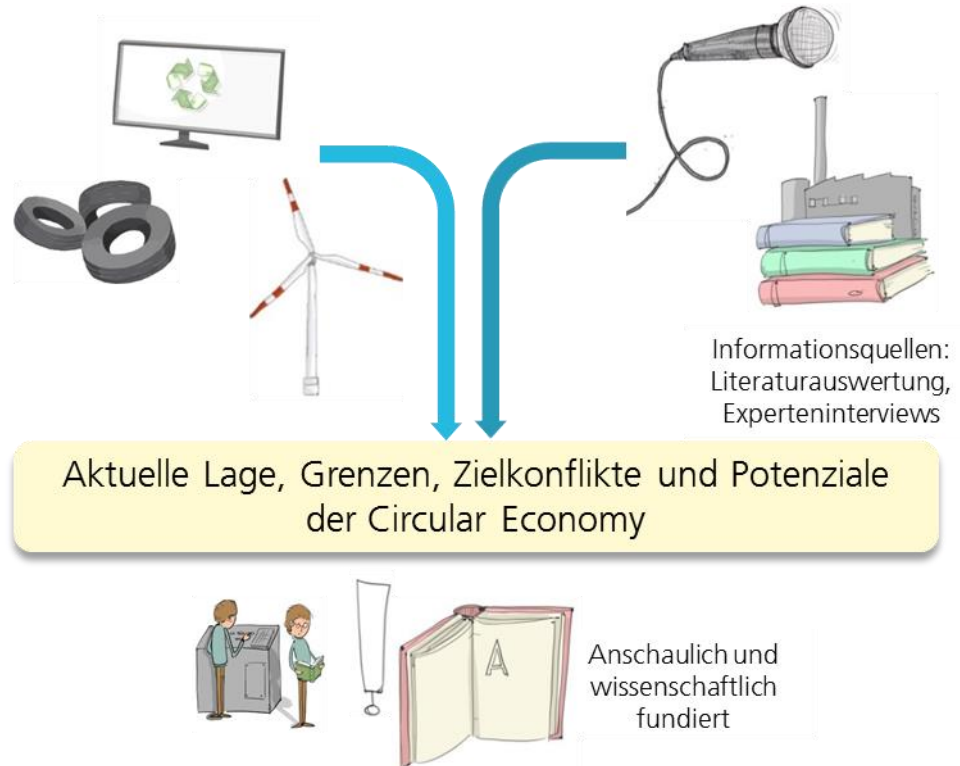 Informationsquellen:
Literaturauswertung,
Experteninterviews
Aktuelle Lage, Grenzen, Zielkonflikte und Potenziale
der Circular Economy
A
Anschaulich und
wissenschaftlich
fundiert